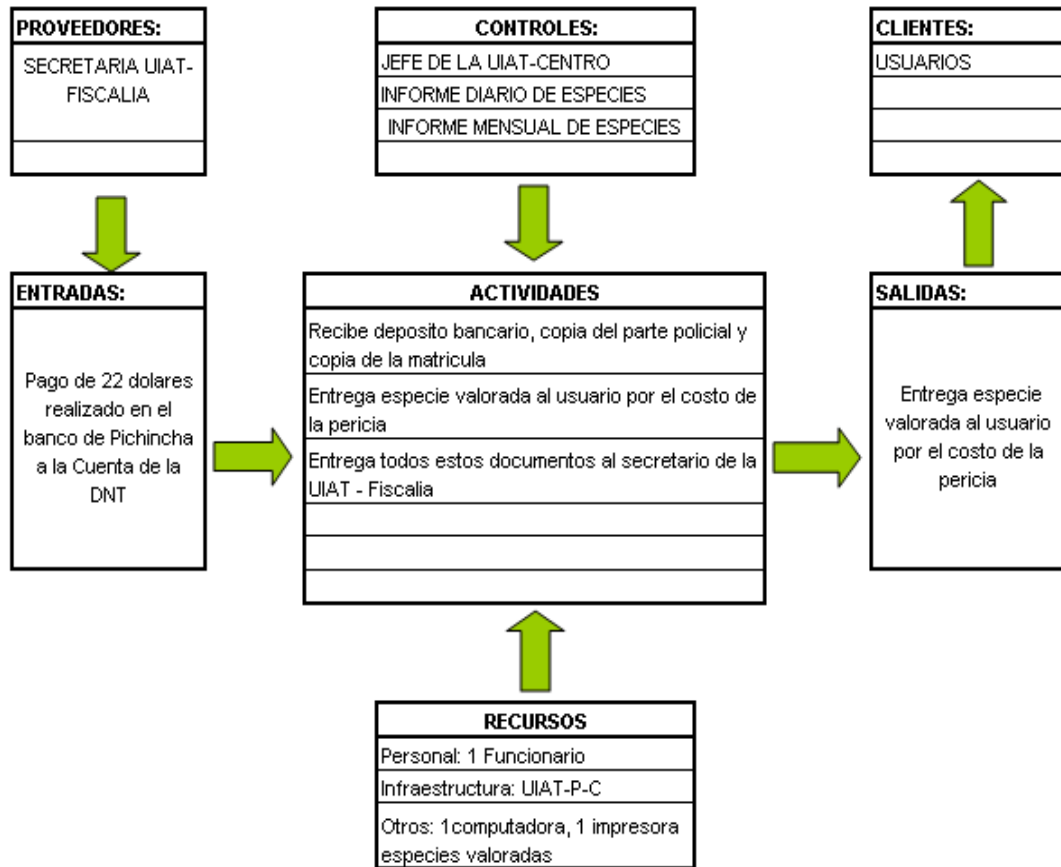 PROVEEDORES:
SECRETARIA UIAT-
FISCALIA
CONTROLES:
JEFE DE LA UIAT-CENTRO
INFORME DIARIO DE ESPECIES
INFORME MENSUAL DE ESPECIES
CLIENTES:
USUARIOS
ENTRADAS:
Pago de 22 dolares
realizado en el
banco de Pichincha
a la Cuenta de la
DNT
ACTIVIDADES
Recibe deposito bancario, copia del parte policial y
copia de la matricula
Entrega especie valorada al usuario por el costo de
la pericia
Entrega todos estos documentos al secretario de la
UIAT - Fiscalia
SALIDAS:
Entrega especie
valorada al usuario
por el costo de la
pericia
RECURSOS
Personal: 1 Funcionario
Infraestructura: UIAT-P-C
Otros: 1computadora, 1 impresora
especies valoradas